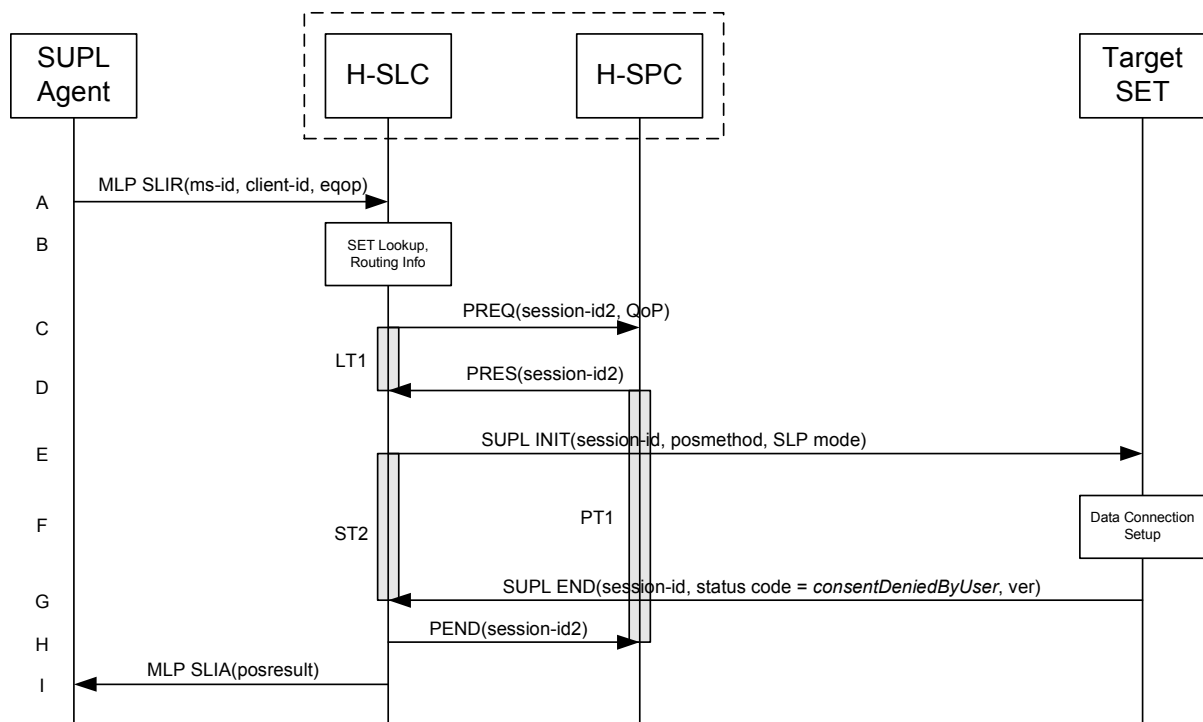 SUPL
Agent
H-SLC
H-SPC
Target
SET
A
MLP SLIR(ms-id, client-id, eqop)
B
SET Lookup,
Routing Info
C
PREQ(session-id2, QoP)
LT1
D
PRES(session-id2)
E
SUPL INIT(session-id, posmethod, SLP mode)
F
ST2
PT1
Data Connection
Setup
G
SUPL END(session-id, status code = consentDeniedByUser, ver)
H
PEND(session-id2)
I
MLP SLIA(posresult)